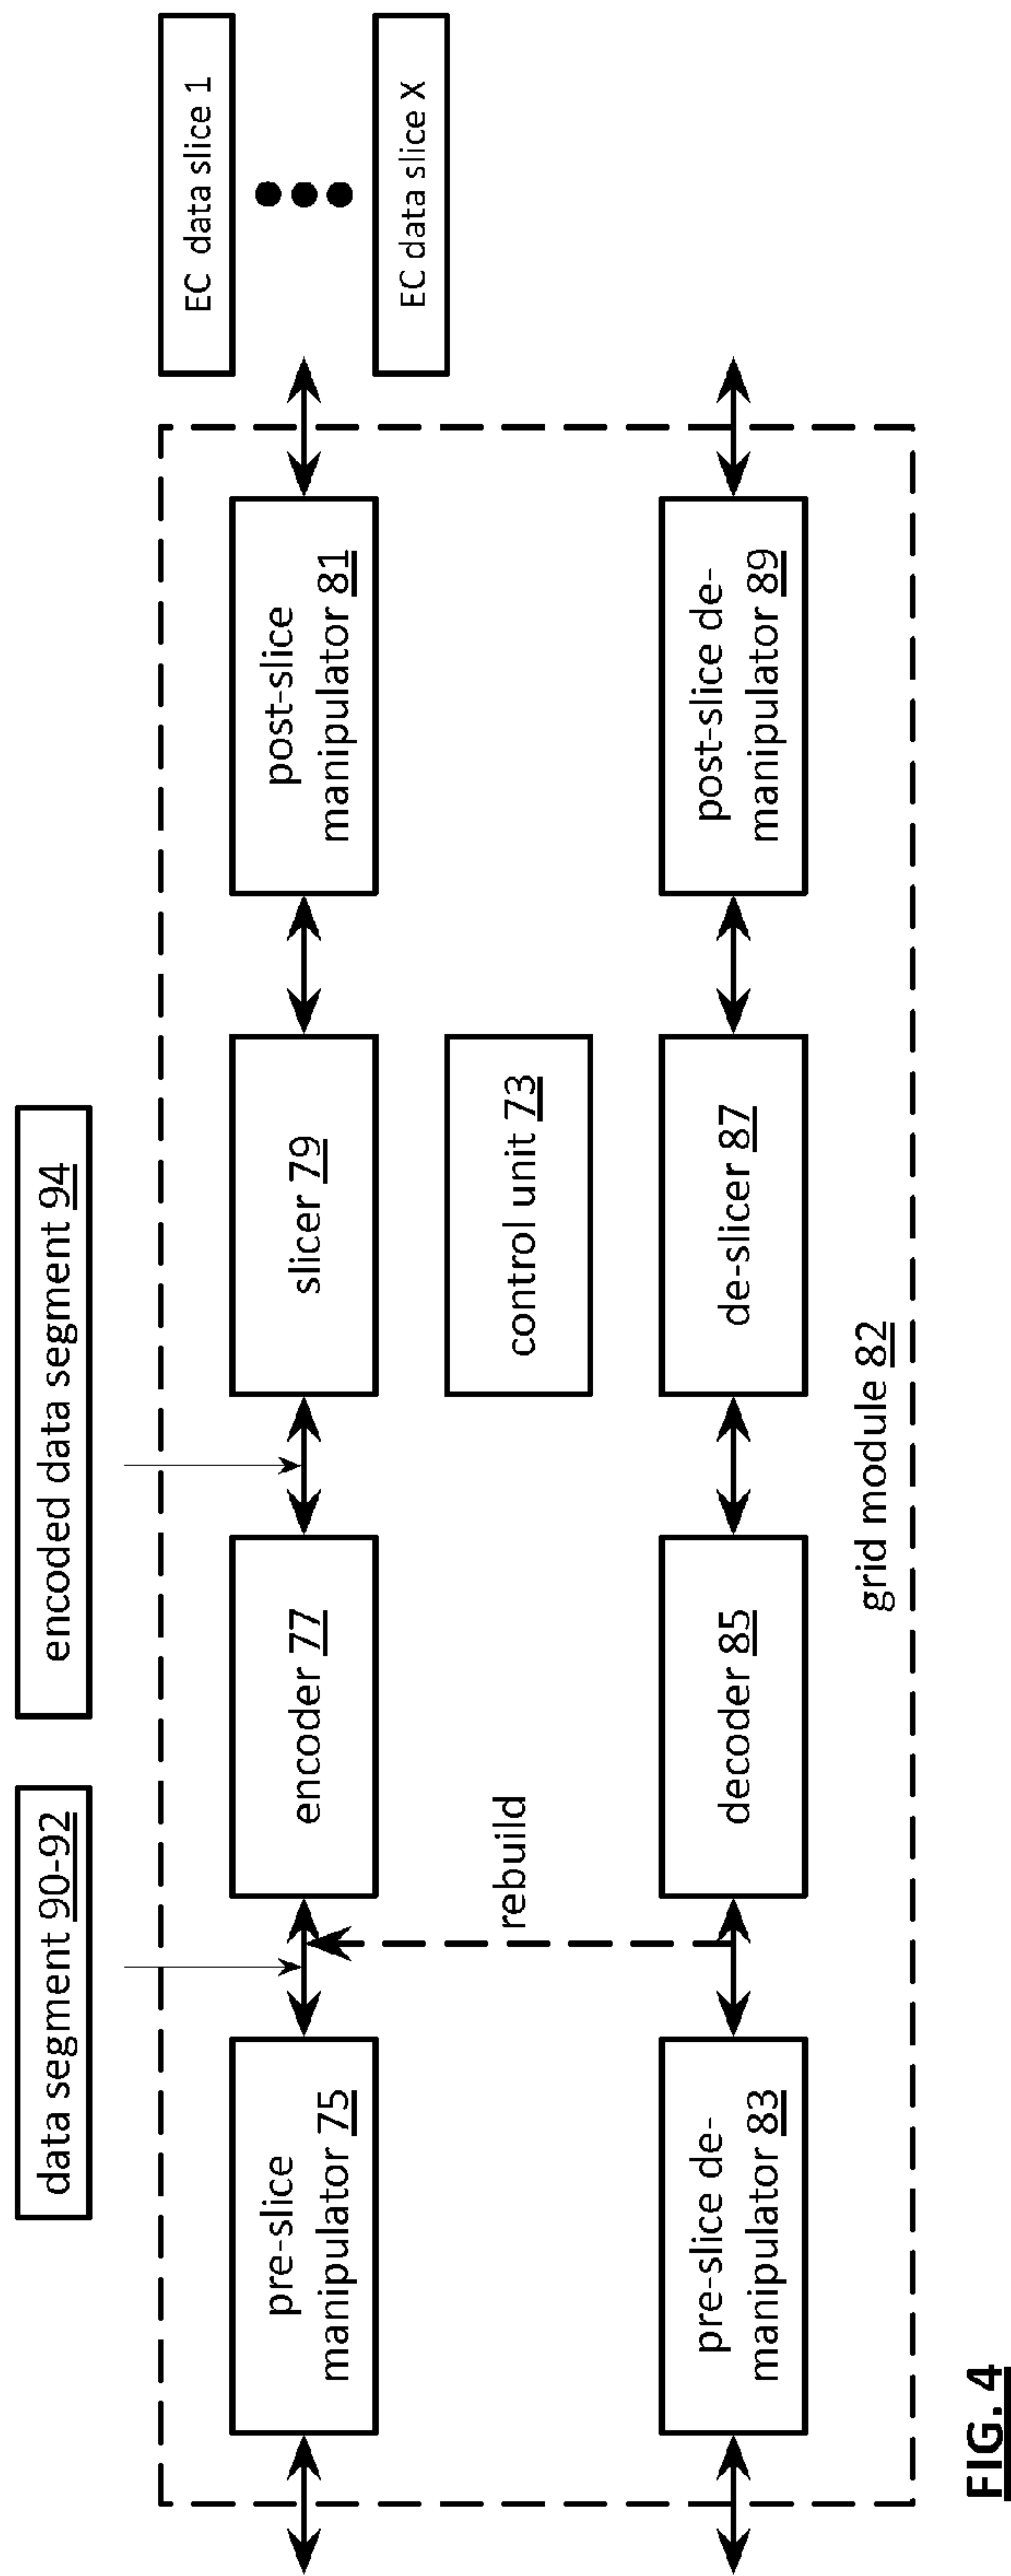 data segment 90-92
encoded data segment 94
EC data slice 1
EC data slice X
pre-slice
manipulator 75
encoder 77
slicer 79
post-slice
manipulator 81
rebuild
control unit 73
pre-slice de-
manipulator 83
decoder 85
de-slicer 87
post-slice de-
manipulator 89
grid module 82
FIG. 4